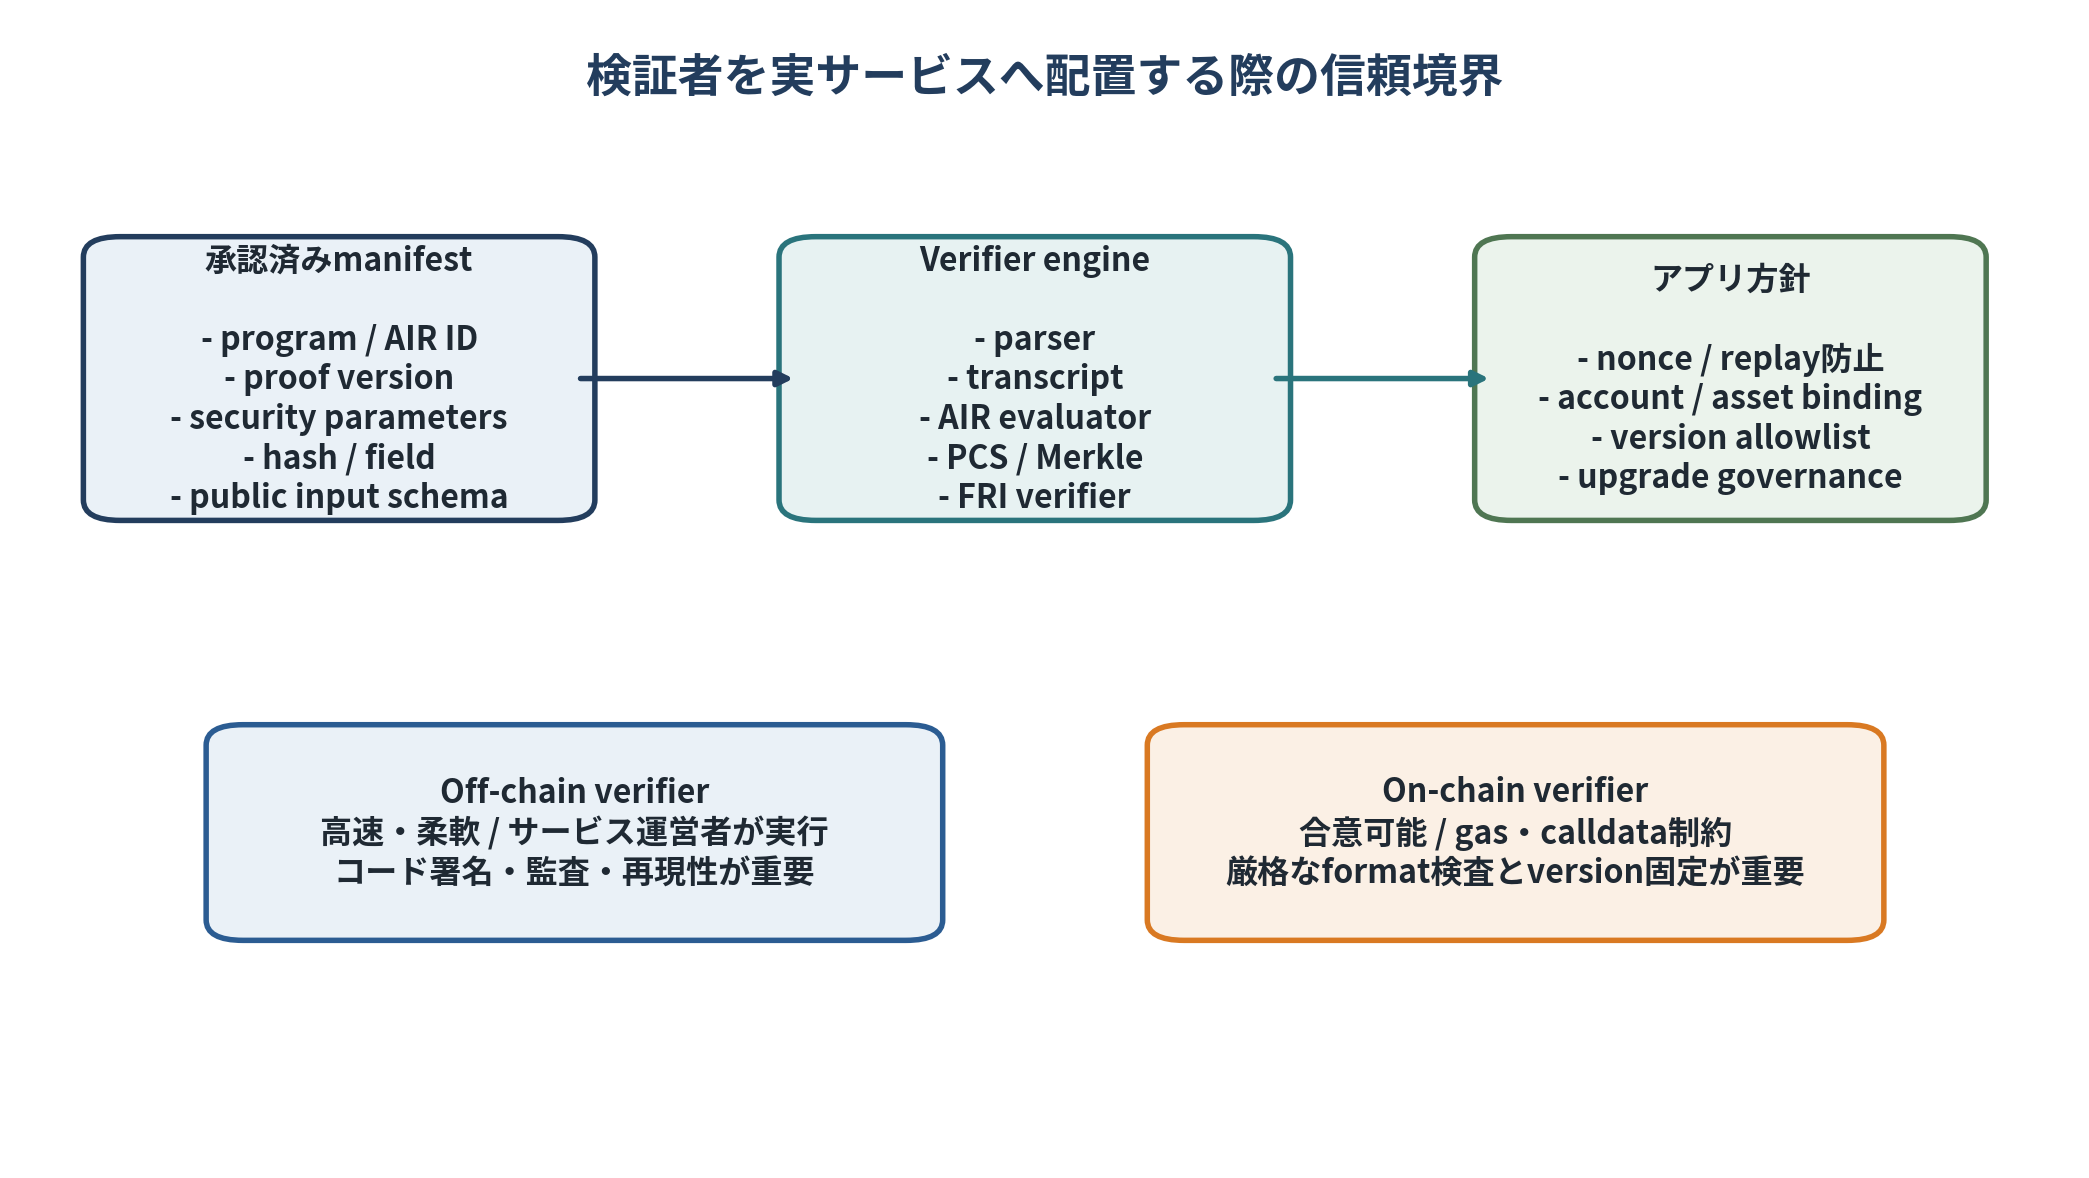 検証者を実サービスへ配置する際の信頼境界
承認済みmanifest
- program / AIR ID
- proof version
- security parameters
- hash / field
- public input schema
Verifier engine
- parser
- transcript
- AIR evaluator
- PCS / Merkle
- FRI verifier
アプリ方針
- nonce / replay防止
- account / asset binding
- version allowlist
- upgrade governance
Off-chain verifier
高速・柔軟 / サービス運営者が実行
コード署名・監査・再現性が重要
On-chain verifier
合意可能 / gas・calldata制約
厳格なformat検査とversion固定が重要